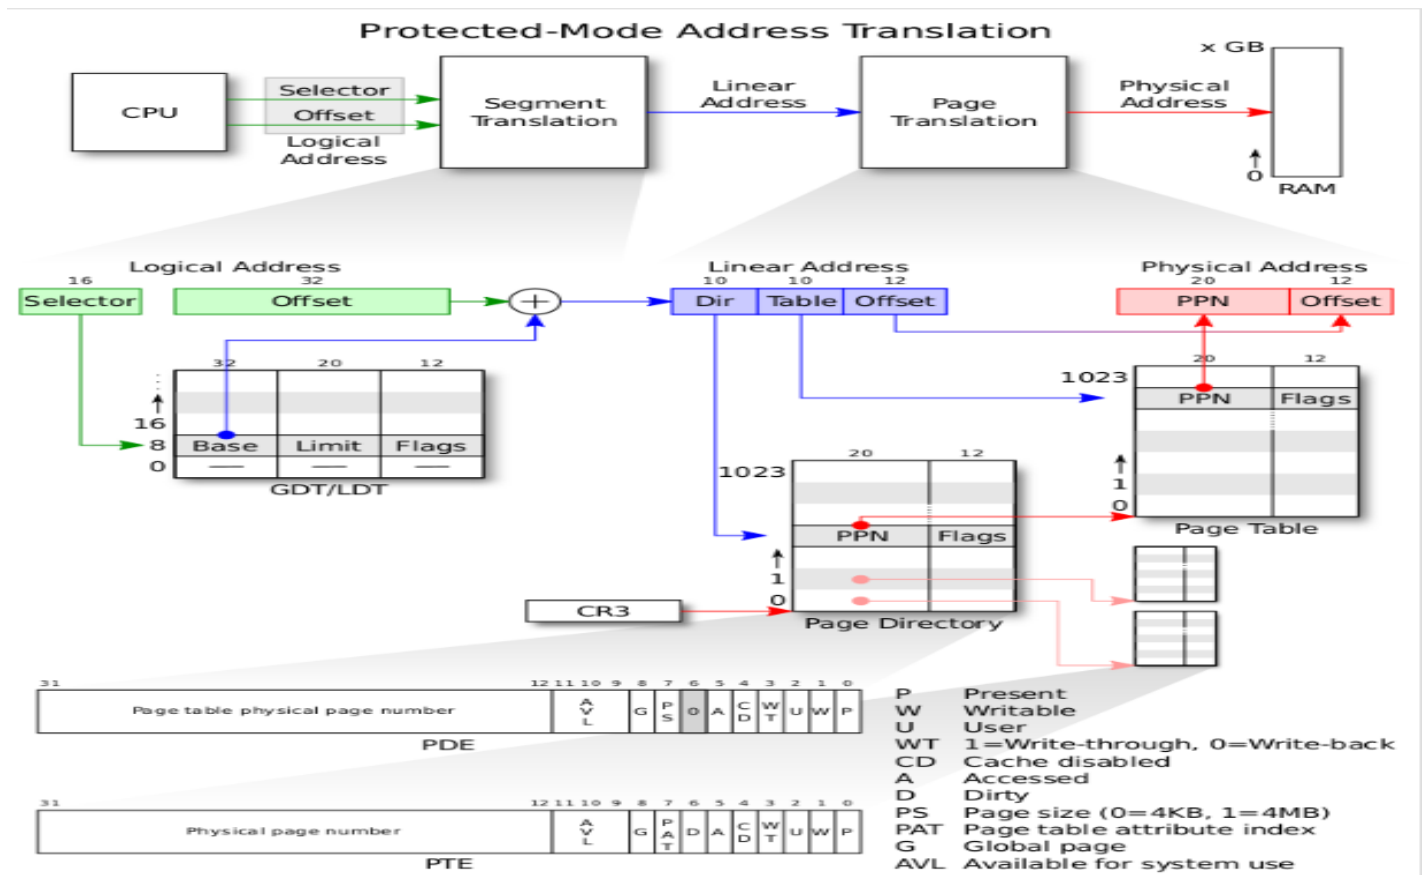 Protected-Mode Address Translation
x GB
CPU
Selector
Offset
Logical
Address
Segment
Translation
Linear
Address
Page
Translation
Physical
Address
0
RAM
Logical Address
16
32
Selector
Offset
+
Linear Address
10 10 12
Dir Table Offset
Physical Address
20 12
PPN Offset
32 20 12
16
8
0
Base Limit Flags
GDT/LDT
20 12
1023
PPN Flags
1
0
Page Table
20 12
1023
PPN Flags
1
0
Page Directory
CR3
31 12 11 10 9 8 7 6 5 4 3 2 1 0
Page table physical page number AVL G PS 0 A CD WT U W P
PDE
31 12 11 10 9 8 7 6 5 4 3 2 1 0
Physical page number AVL G PAT D A CD WT U W P
PTE
P Present
W Writable
U User
WT 1=Write-through, 0=Write-back
CD Cache disabled
A Accessed
D Dirty
PS Page size (0=4KB, 1=4MB)
PAT Page table attribute index
G Global page
AVL Available for system use